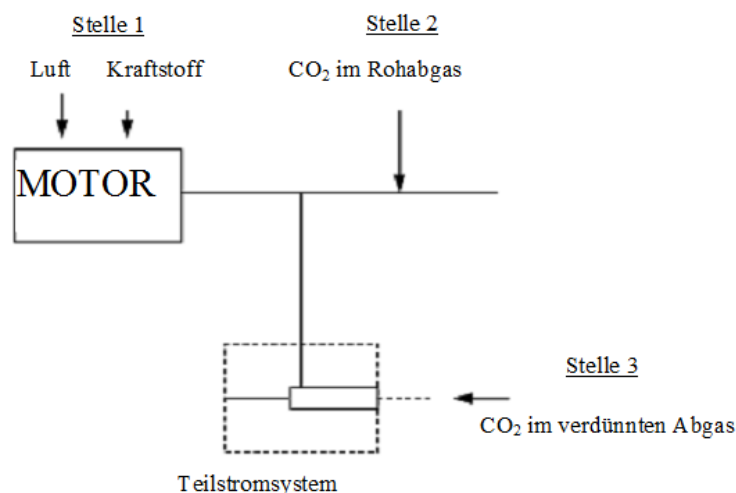 Stelle 1
Stelle 2
Luft Kraftstoff
CO₂ im Rohabgas
MOTOR
Stelle 3
CO₂ im verdünnten Abgas
Teilstromsystem